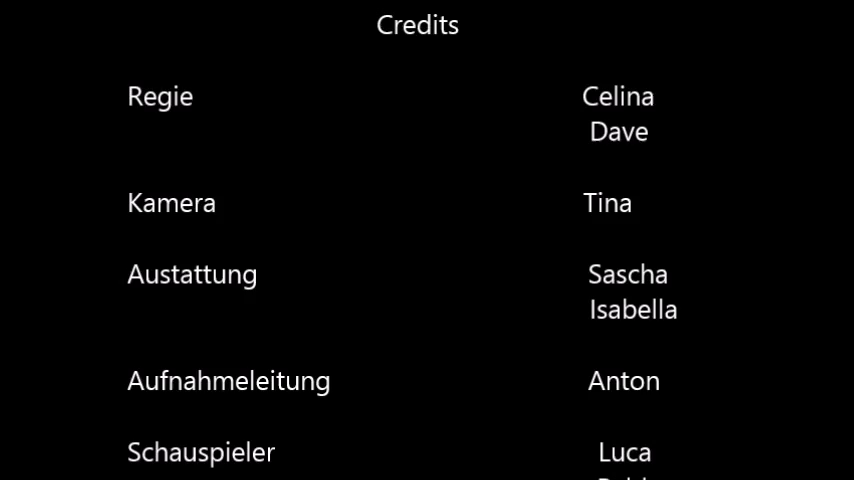 Credits
Regie Celina
Dave
Kamera Tina
Austattung Sascha
Isabella
Aufnahmeleitung Anton
Schauspieler Luca